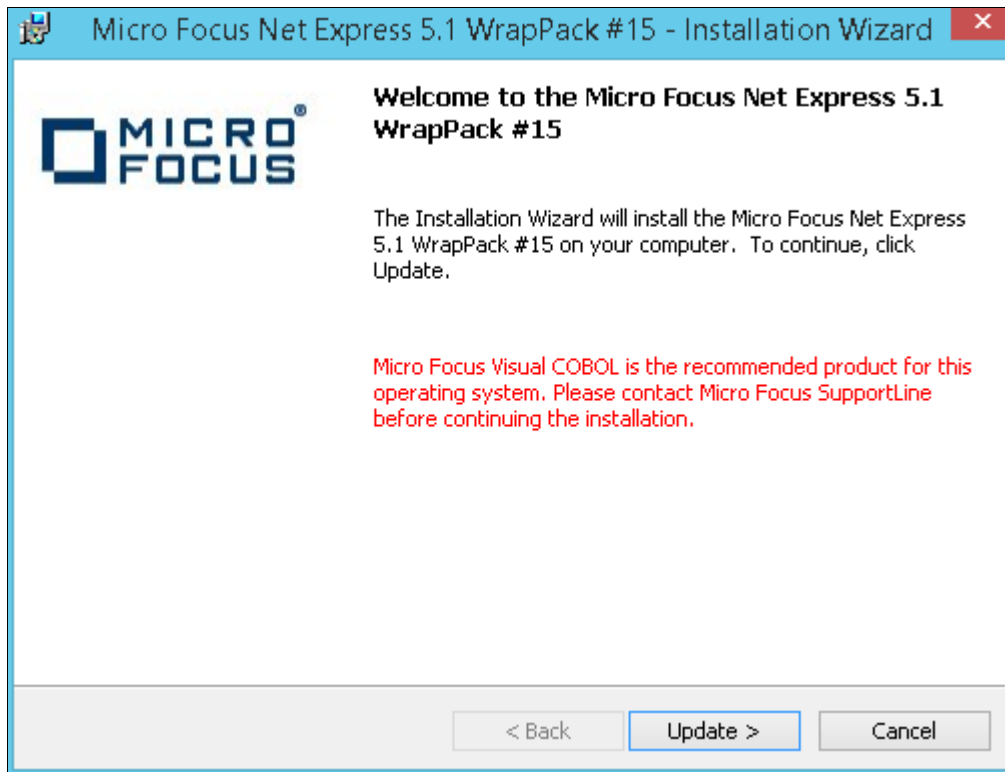 Micro Focus Net Express 5.1 WrapPack #15 - Installation Wizard
MICRO
FOCUS
®
Welcome to the Micro Focus Net Express 5.1
WrapPack #15
The Installation Wizard will install the Micro Focus Net Express
5.1 WrapPack #15 on your computer.  To continue, click
Update.
Micro Focus Visual COBOL is the recommended product for this
operating system. Please contact Micro Focus SupportLine
before continuing the installation.
< Back
Update >
Cancel